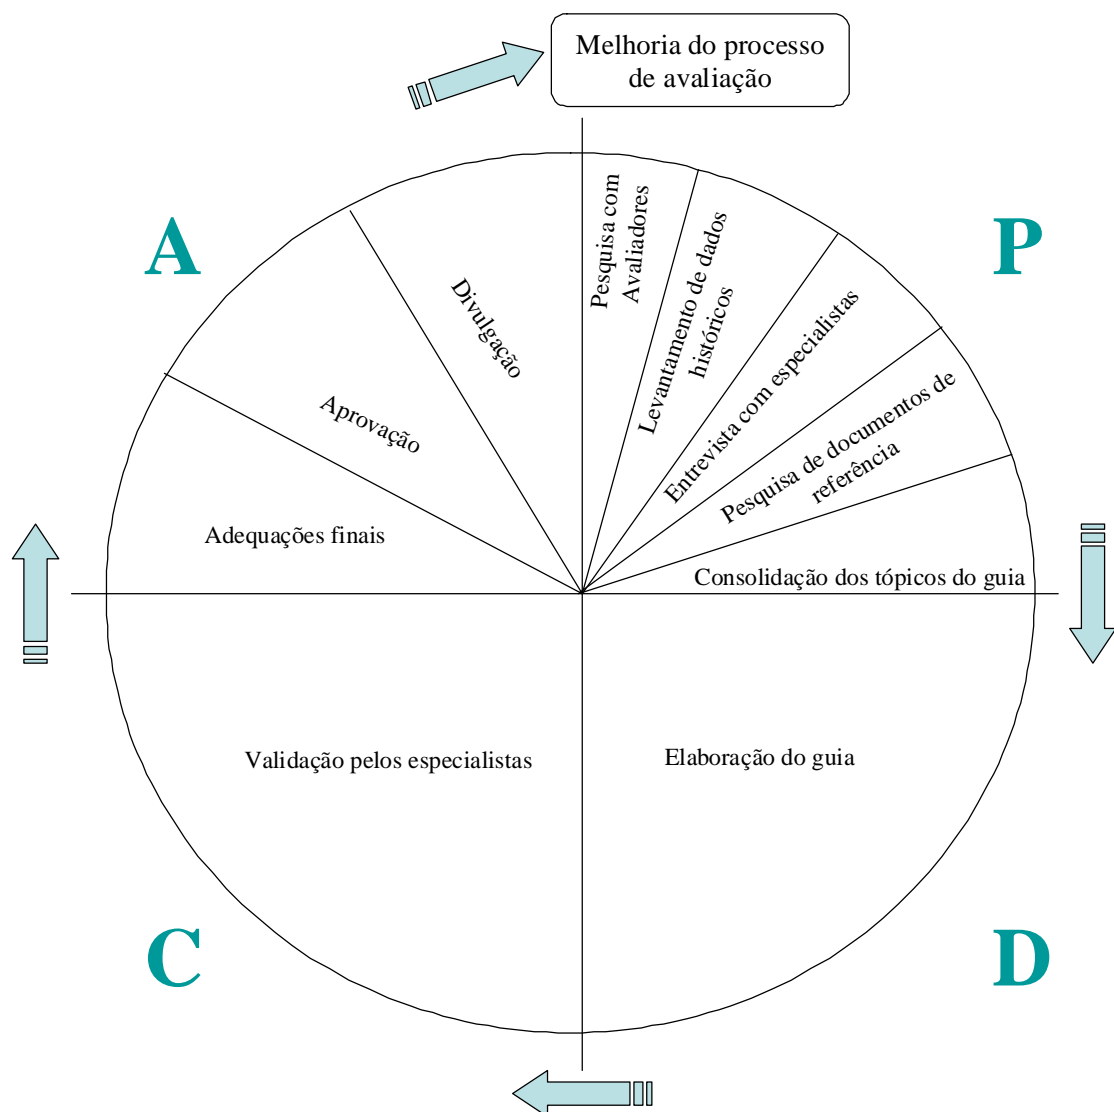 Melhoria do processo
de avaliação
A
P
Pesquisa com
Avaliadores
Levantamento de dados
históricos
Entrevista com especialistas
Pesquisa de documentos de
referência
Consolidação dos tópicos do guia
Divulgação
Aprovação
Adequações finais
Validação pelos especialistas
Elaboração do guia
C
D